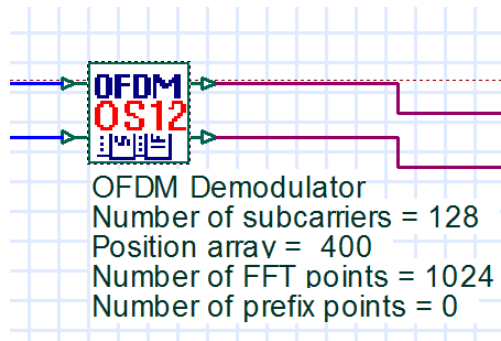 OFDM
OS12
OFDM Demodulator
Number of subcarriers = 128
Position array = 400
Number of FFT points = 1024
Number of prefix points = 0